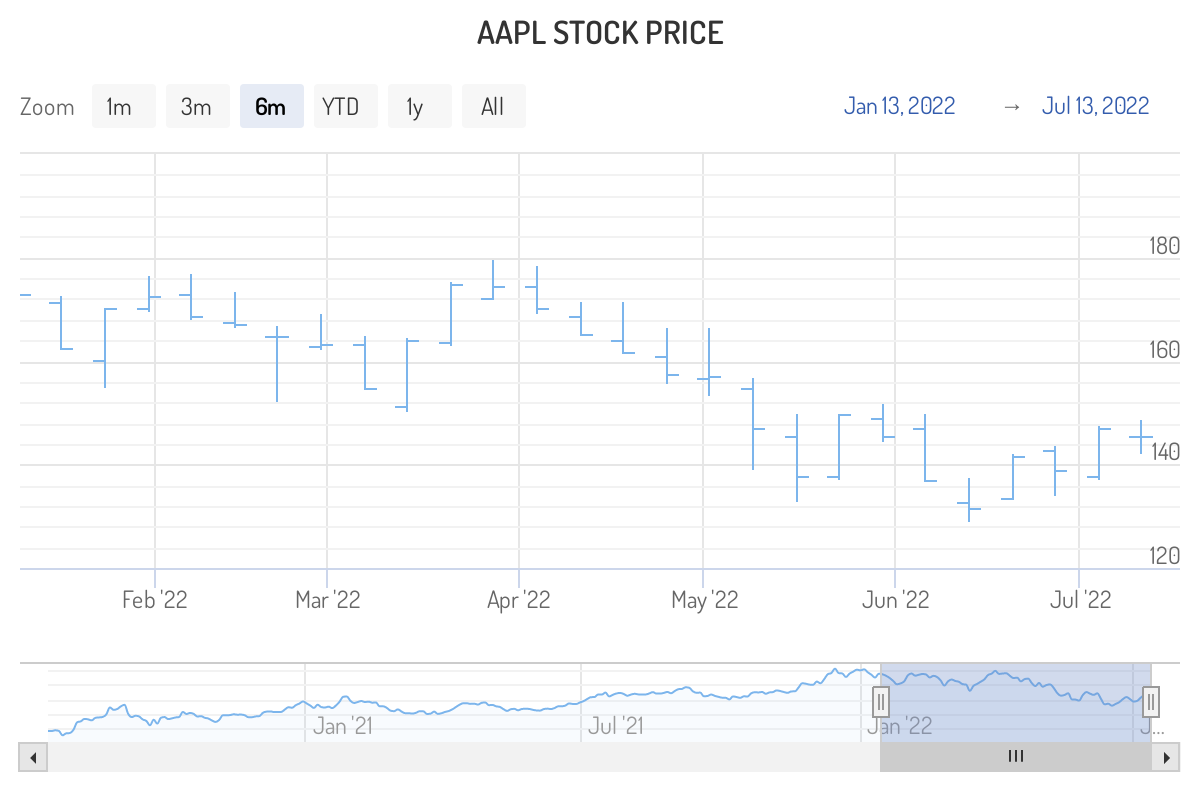 AAPL STOCK PRICE
Zoom 1m 3m 6m YTD 1y All Jan 13, 2022 → Jul 13, 2022
180
160
140
120
Feb '22 Mar '22 Apr '22 May '22 Jun '22 Jul '22
Jan '21 Jul '21 Jan '22 J...